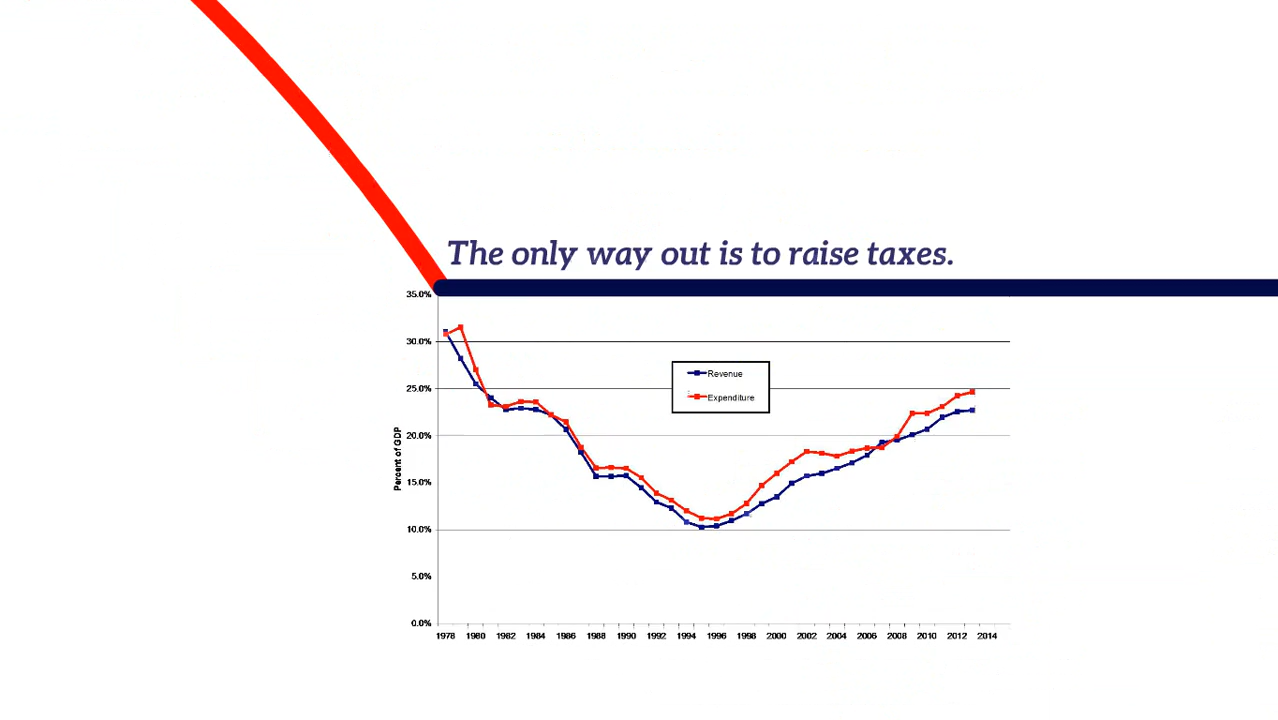 The only way out is to raise taxes.
35.0%
30.0%
25.0%
20.0%
15.0%
10.0%
5.0%
0.0%
Percent of GDP
Revenue
Expenditure
1978 1980 1982 1984 1986 1988 1990 1992 1994 1996 1998 2000 2002 2004 2006 2008 2010 2012 2014